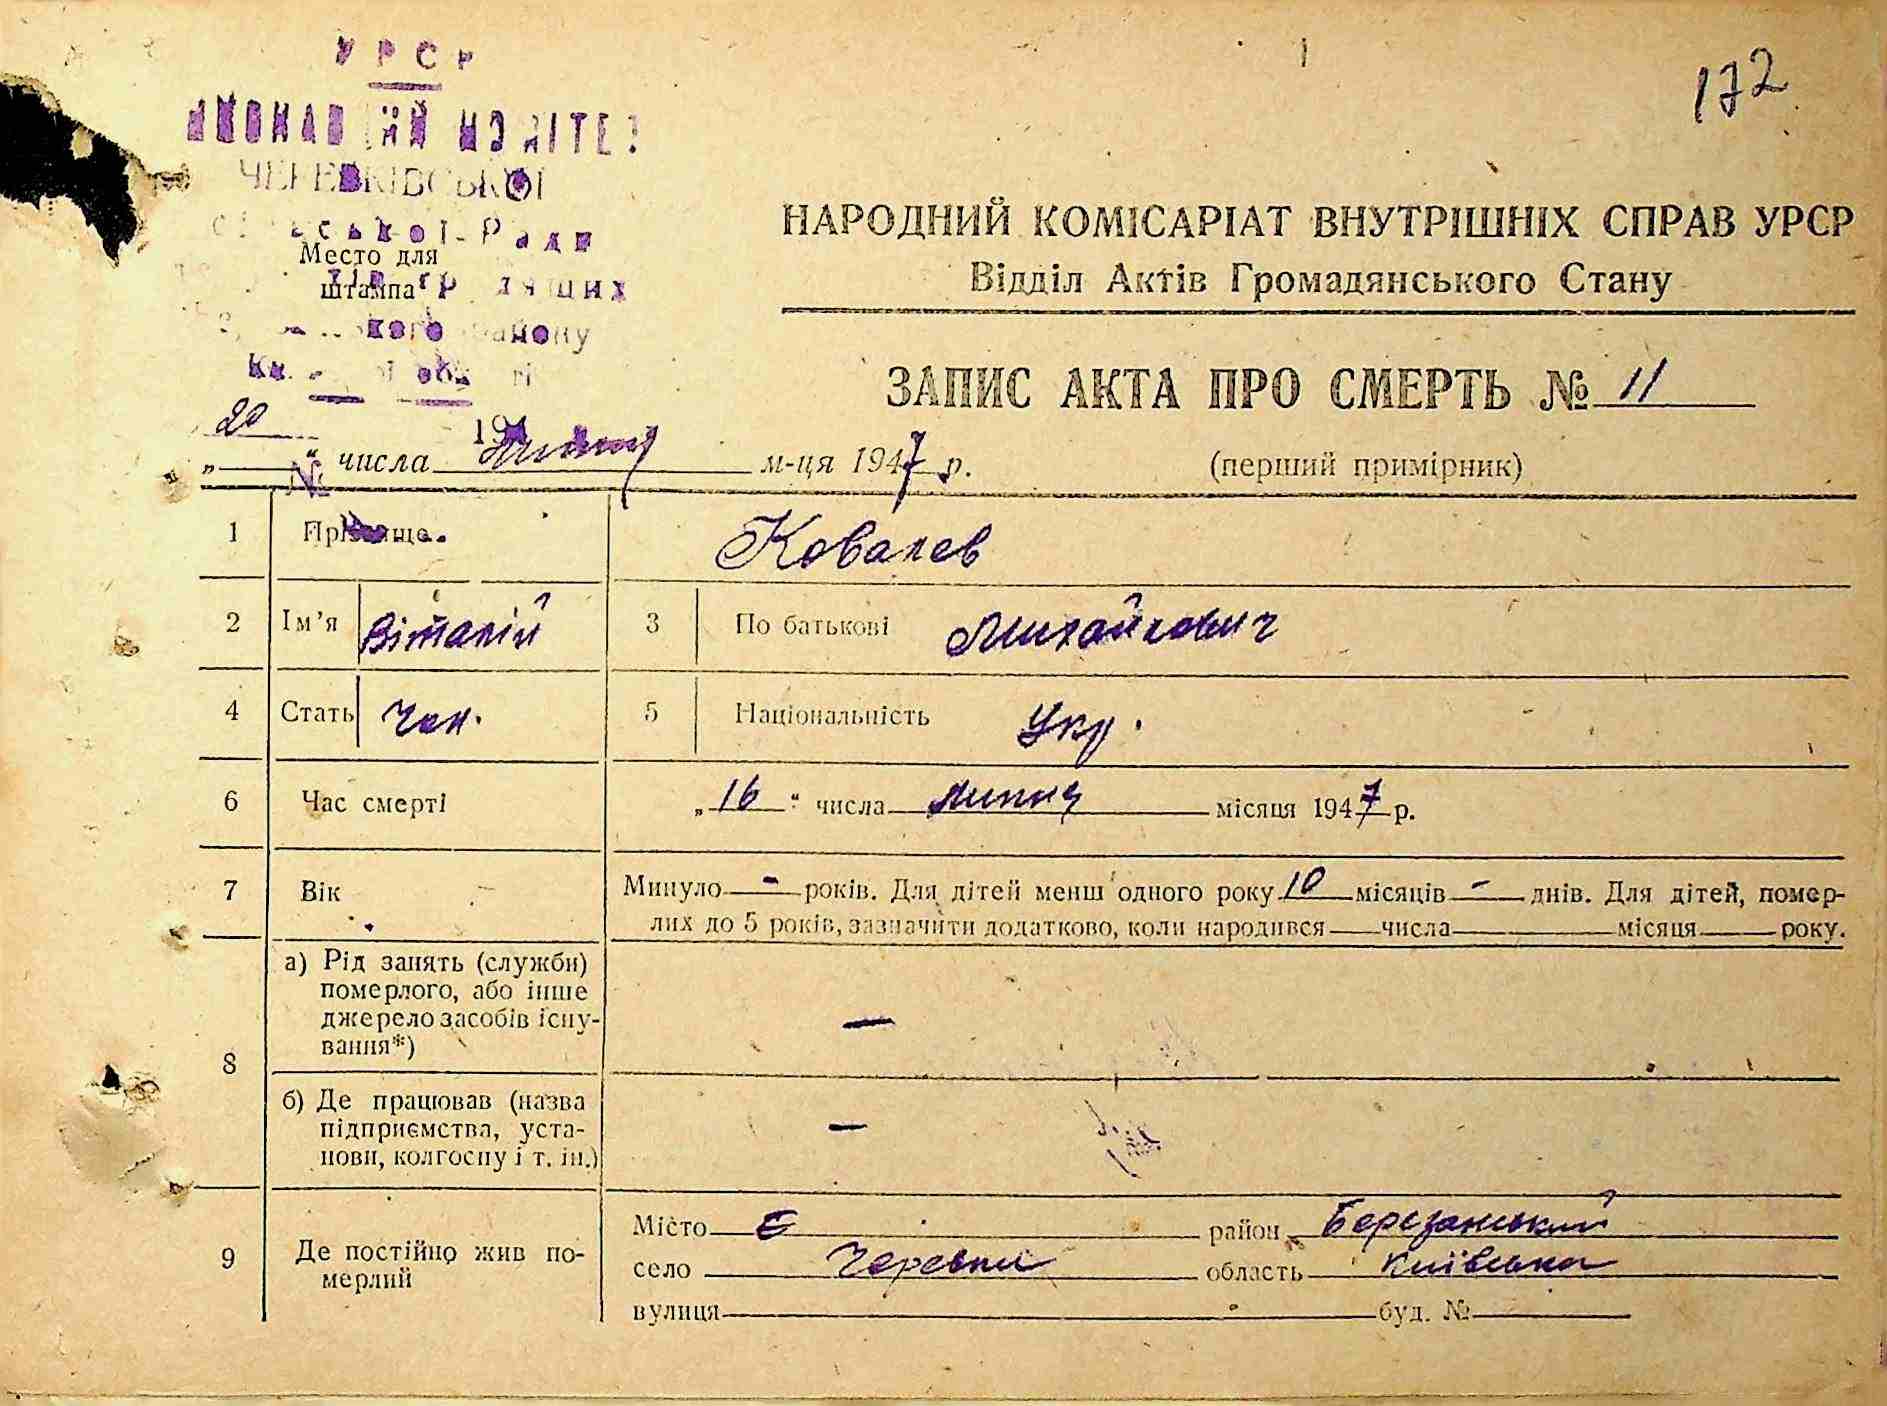 УРСР
172
ЧЕРЕВКІВСЬКОЇ
Место для
штампа
НАРОДНИЙ КОМІСАРІАТ ВНУТРІШНІХ СПРАВ УРСР
Відділ Актів Громадянського Стану
ЗАПИС АКТА ПРО СМЕРТЬ № 11
(перший примірник)
„ 20 “ числа липня м-ця 1947 р.
1 Прізвище Ковалев
2 Ім’я Віталій 3 По батькові Михайлович
4 Стать Чол. 5 Національність Укр.
6 Час смерті „ 16 “ числа липня місяця 1947 р.
7 Вік Минуло - років. Для дітей менш одного року 10 місяців - днів. Для дітей, помер-
лих до 5 років, зазначити додатково, коли народився числа місяця року.
8 а) Рід занять (служби)
померлого, або інше
джерело засобів існу-
вання*) —
б) Де працював (назва
підприємства, уста-
нови, колгоспу і т. ін.) —
9 Де постійно жив по-
мерлий
Місто район Березанський
село Черевки область Київська
вулиця буд. №